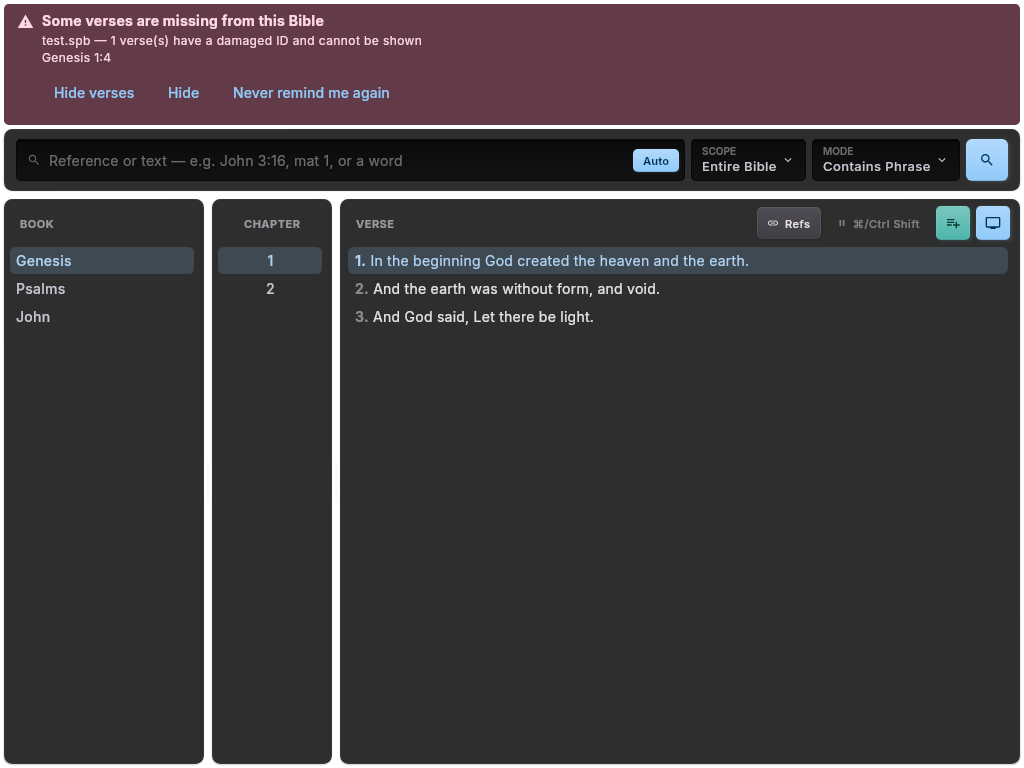 Some verses are missing from this Bible
test.spb — 1 verse(s) have a damaged ID and cannot be shown
Genesis 1:4
Hide verses Hide Never remind me again
Reference or text — e.g. John 3:16, mat 1, or a word
Auto
SCOPE
Entire Bible
MODE
Contains Phrase
BOOK
Genesis
Psalms
John
CHAPTER
1
2
VERSE
Refs
⌘/Ctrl Shift
1. In the beginning God created the heaven and the earth.
2. And the earth was without form, and void.
3. And God said, Let there be light.